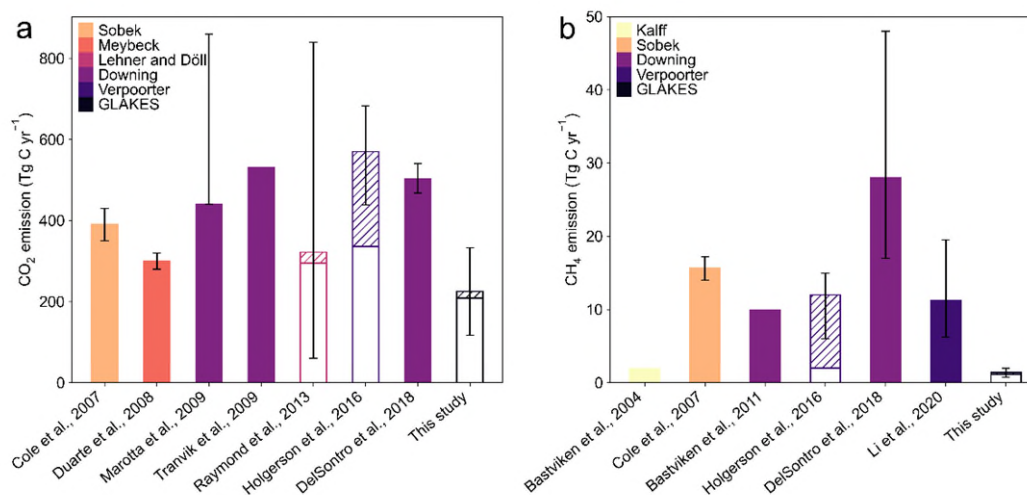 a
Sobek
Meybeck
Lehner and Döll
Downing
Verpoorter
GLAKES
CO₂ emission (Tg C yr⁻¹)
800
600
400
200
0
Cole et al., 2007
Duarte et al., 2008
Marotta et al., 2009
Tranvik et al., 2009
Raymond et al., 2013
Holgerson et al., 2016
DelSontro et al., 2018
This study
b
Kalff
Sobek
Downing
Verpoorter
GLAKES
CH₄ emission (Tg C yr⁻¹)
50
40
30
20
10
0
Bastviken et al., 2004
Cole et al., 2007
Bastviken et al., 2011
Holgerson et al., 2016
DelSontro et al., 2018
Li et al., 2020
This study